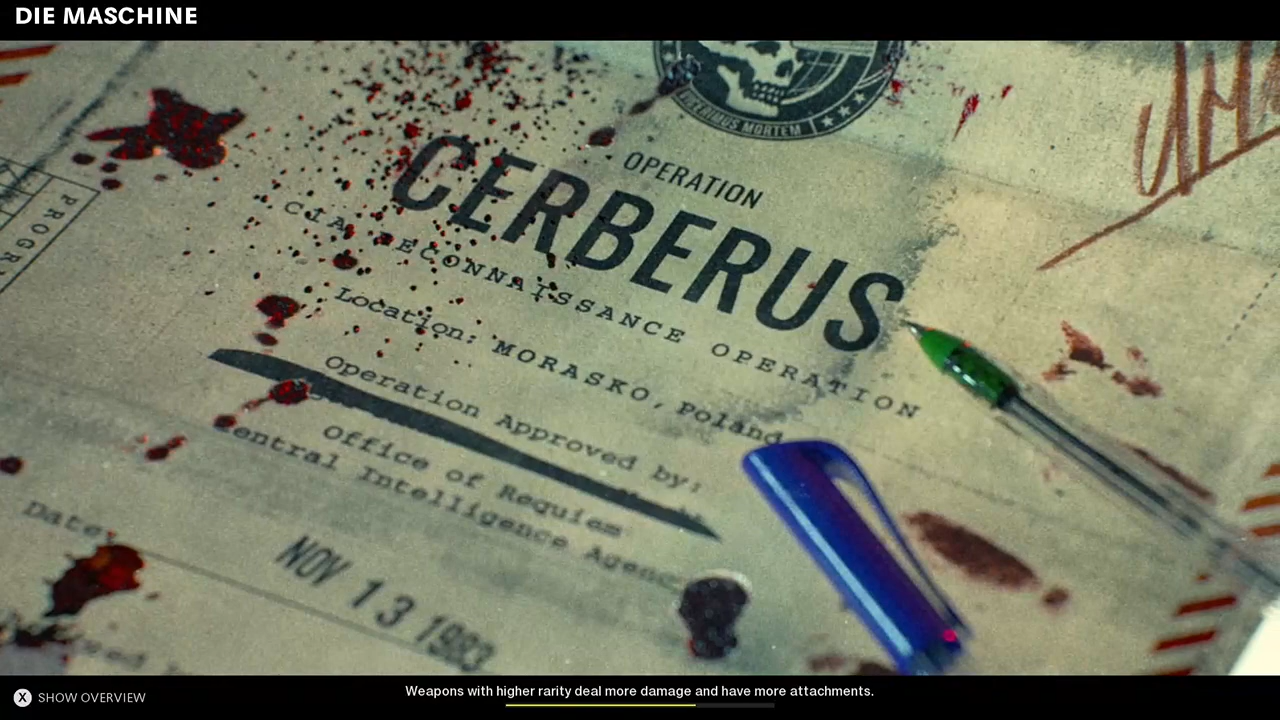 DIE MASCHINE
MORTEM
OPERATION
CERBERUS
CIA RECONNAISSANCE OPERATION
Location: MORASKO, Poland
Operation Approved by:
Office of Requiem
Central Intelligence Agency
Date:
NOV 13 1983
X SHOW OVERVIEW
Weapons with higher rarity deal more damage and have more attachments.